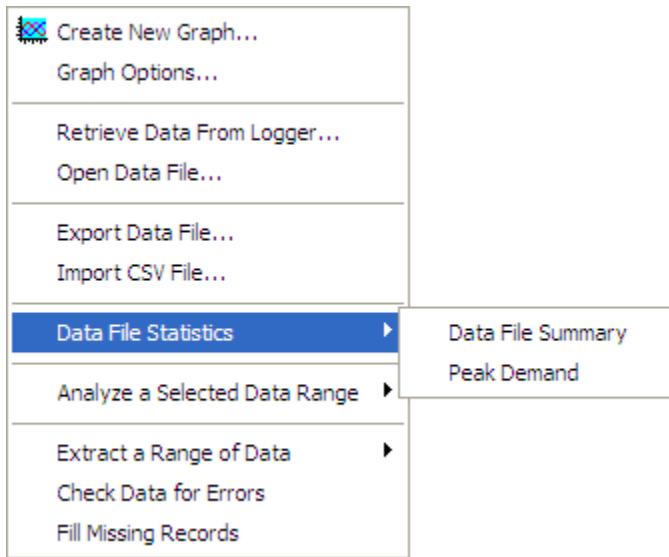 Create New Graph...
Graph Options...
Retrieve Data From Logger...
Open Data File...
Export Data File...
Import CSV File...
Data File Statistics
Data File Summary
Peak Demand
Analyze a Selected Data Range
Extract a Range of Data
Check Data for Errors
Fill Missing Records